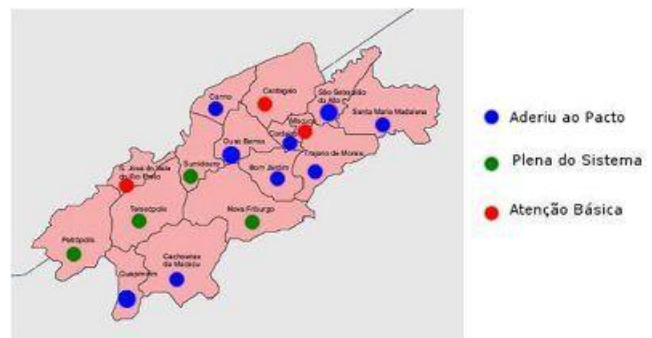 Carmo
Cantagalo
São Sebastião
do Alto
Santa Maria Madalena
Macuco
Cordeiro
Duas Barras
Trajano de Morais
Bom Jardim
Sumidouro
S. José do Vale
do Rio Preto
Teresópolis
Nova Friburgo
Petrópolis
Cachoeiras
de Macacu
Guapimirim
Aderiu ao Pacto
Plena do Sistema
Atenção Básica